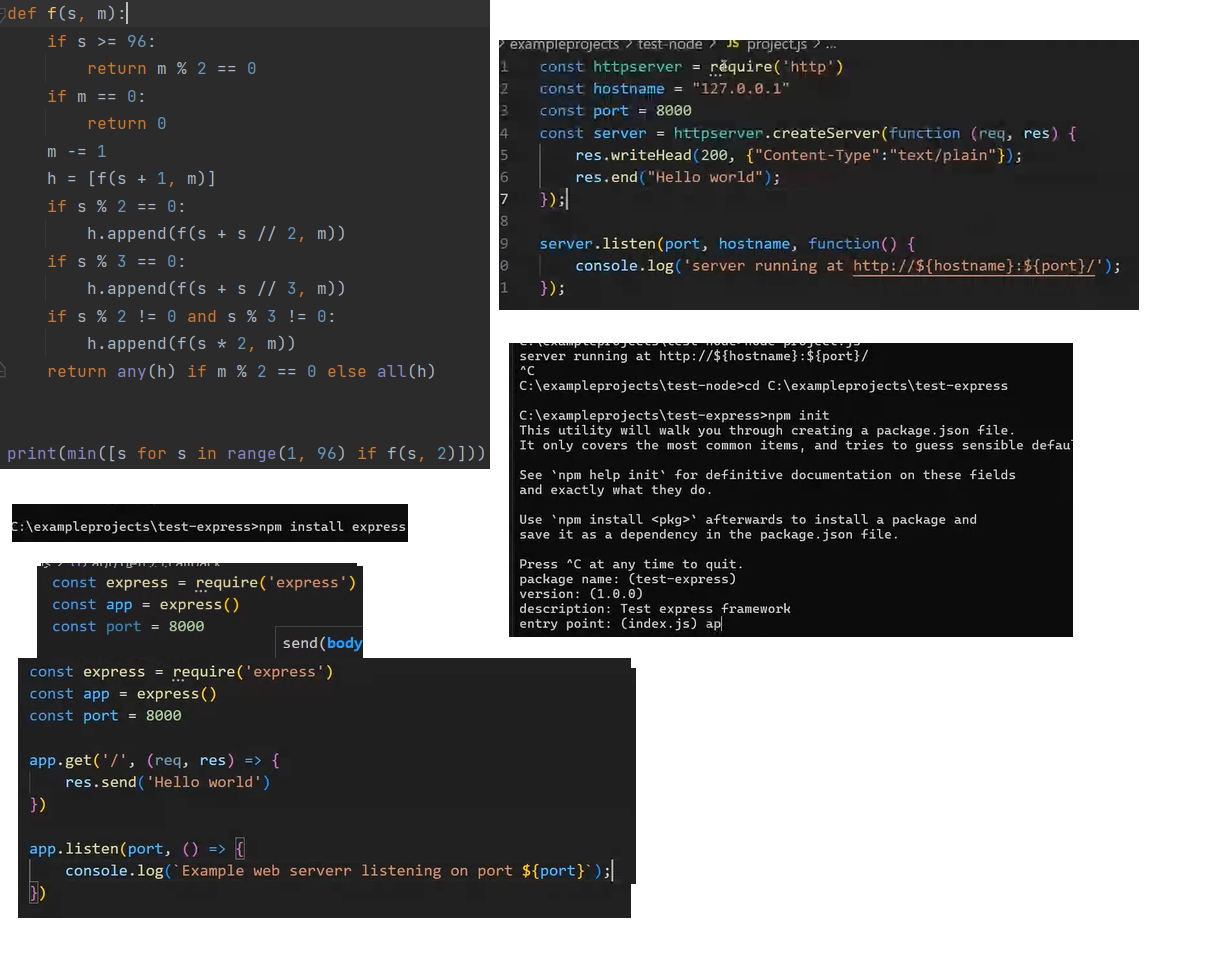 def f(s, m):
if s >= 96:
return m % 2 == 0
if m == 0:
return 0
m -= 1
h = [f(s + 1, m)]
if s % 2 == 0:
h.append(f(s + s // 2, m))
if s % 3 == 0:
h.append(f(s + s // 3, m))
if s % 2 != 0 and s % 3 != 0:
h.append(f(s * 2, m))
return any(h) if m % 2 == 0 else all(h)
print(min([s for s in range(1, 96) if f(s, 2)]))
> exampleprojects > test-node > JS project.js > ...
1 const httpserver = require('http')
2 const hostname = "127.0.0.1"
3 const port = 8000
4 const server = httpserver.createServer(function (req, res) {
5 res.writeHead(200, {"Content-Type":"text/plain"});
6 res.end("Hello world");
7 });
8
9 server.listen(port, hostname, function() {
0 console.log('server running at http://${hostname}:${port}/');
1 });
C:\exampleprojects\test-node>node project.js
server running at http://${hostname}:${port}/
^C
C:\exampleprojects\test-node>cd C:\exampleprojects\test-express
C:\exampleprojects\test-express>npm init
This utility will walk you through creating a package.json file.
It only covers the most common items, and tries to guess sensible defau
See `npm help init` for definitive documentation on these fields
and exactly what they do.
Use `npm install <pkg>` afterwards to install a package and
save it as a dependency in the package.json file.
Press ^C at any time to quit.
package name: (test-express)
version: (1.0.0)
description: Test express framework
entry point: (index.js) ap
C:\exampleprojects\test-express>npm install express
const express = require('express')
const app = express()
const port = 8000
send(body
const express = require('express')
const app = express()
const port = 8000
app.get('/', (req, res) => {
res.send('Hello world')
})
app.listen(port, () => {
console.log(`Example web serverr listening on port ${port}`);
})